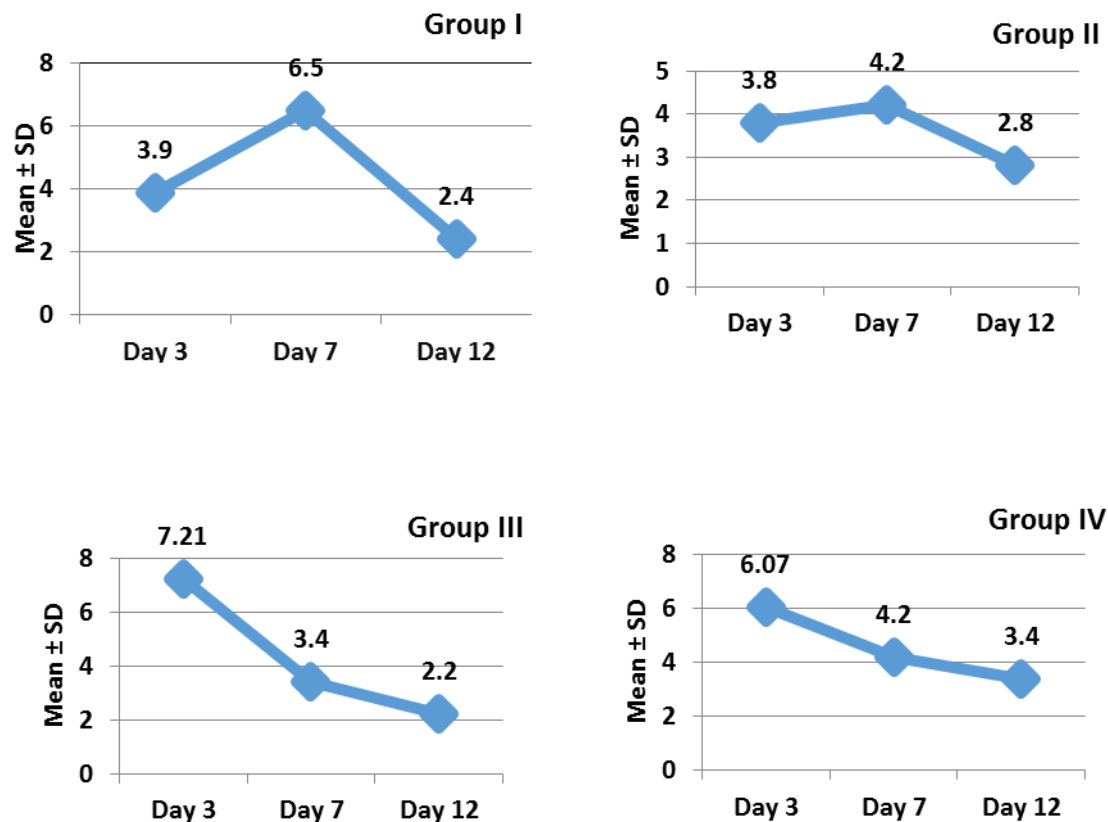 Group I
8
6
4
2
0
Mean ± SD
3.9
6.5
2.4
Day 3 Day 7 Day 12
Group II
5
4
3
2
1
0
Mean ± SD
3.8
4.2
2.8
Day 3 Day 7 Day 12
Group III
8
6
4
2
0
Mean ± SD
7.21
3.4
2.2
Day 3 Day 7 Day 12
Group IV
8
6
4
2
0
Mean ± SD
6.07
4.2
3.4
Day 3 Day 7 Day 12